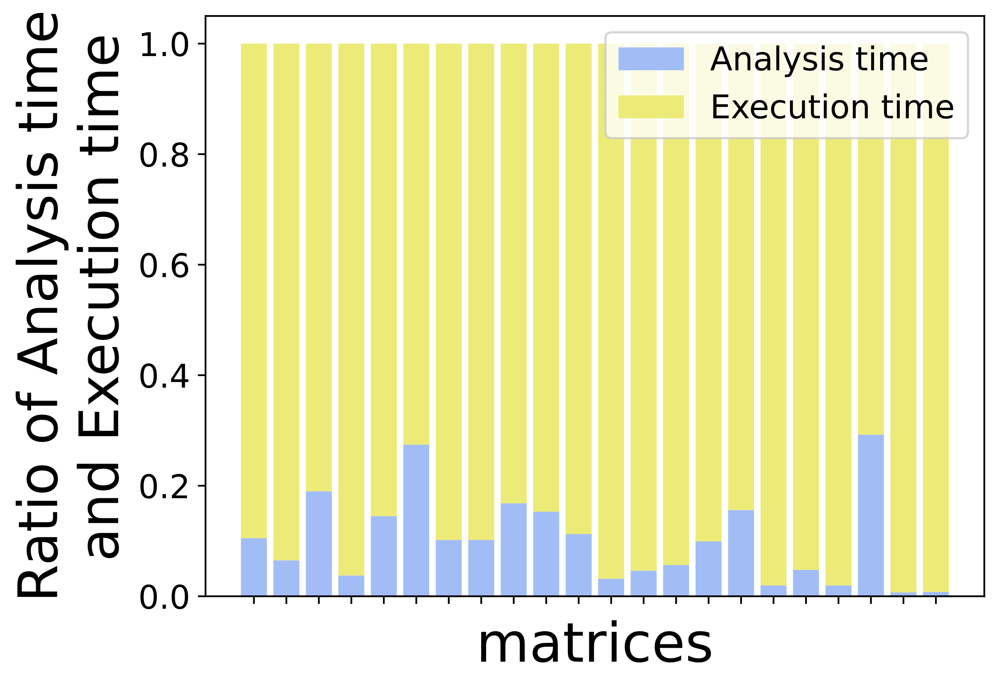 Ratio of Analysis time
and Execution time
1.0
0.8
0.6
0.4
0.2
0.0
Analysis time
Execution time
matrices